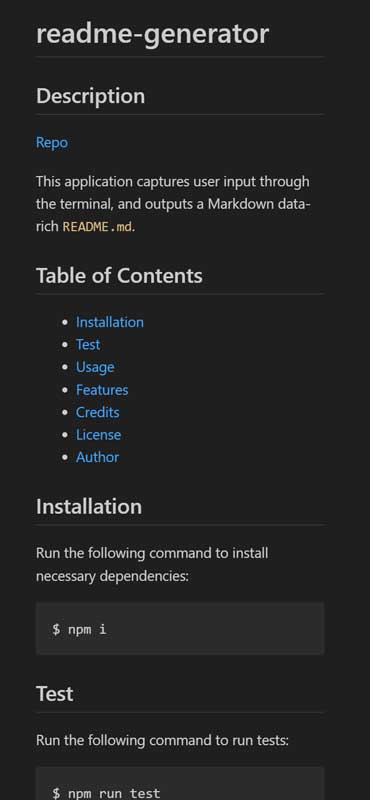 readme-generator
Description
Repo
This application captures user input through
the terminal, and outputs a Markdown data-
rich README.md.
Table of Contents
Installation
Test
Usage
Features
Credits
License
Author
Installation
Run the following command to install
necessary dependencies:
$ npm i
Test
Run the following command to run tests:
$ npm run test